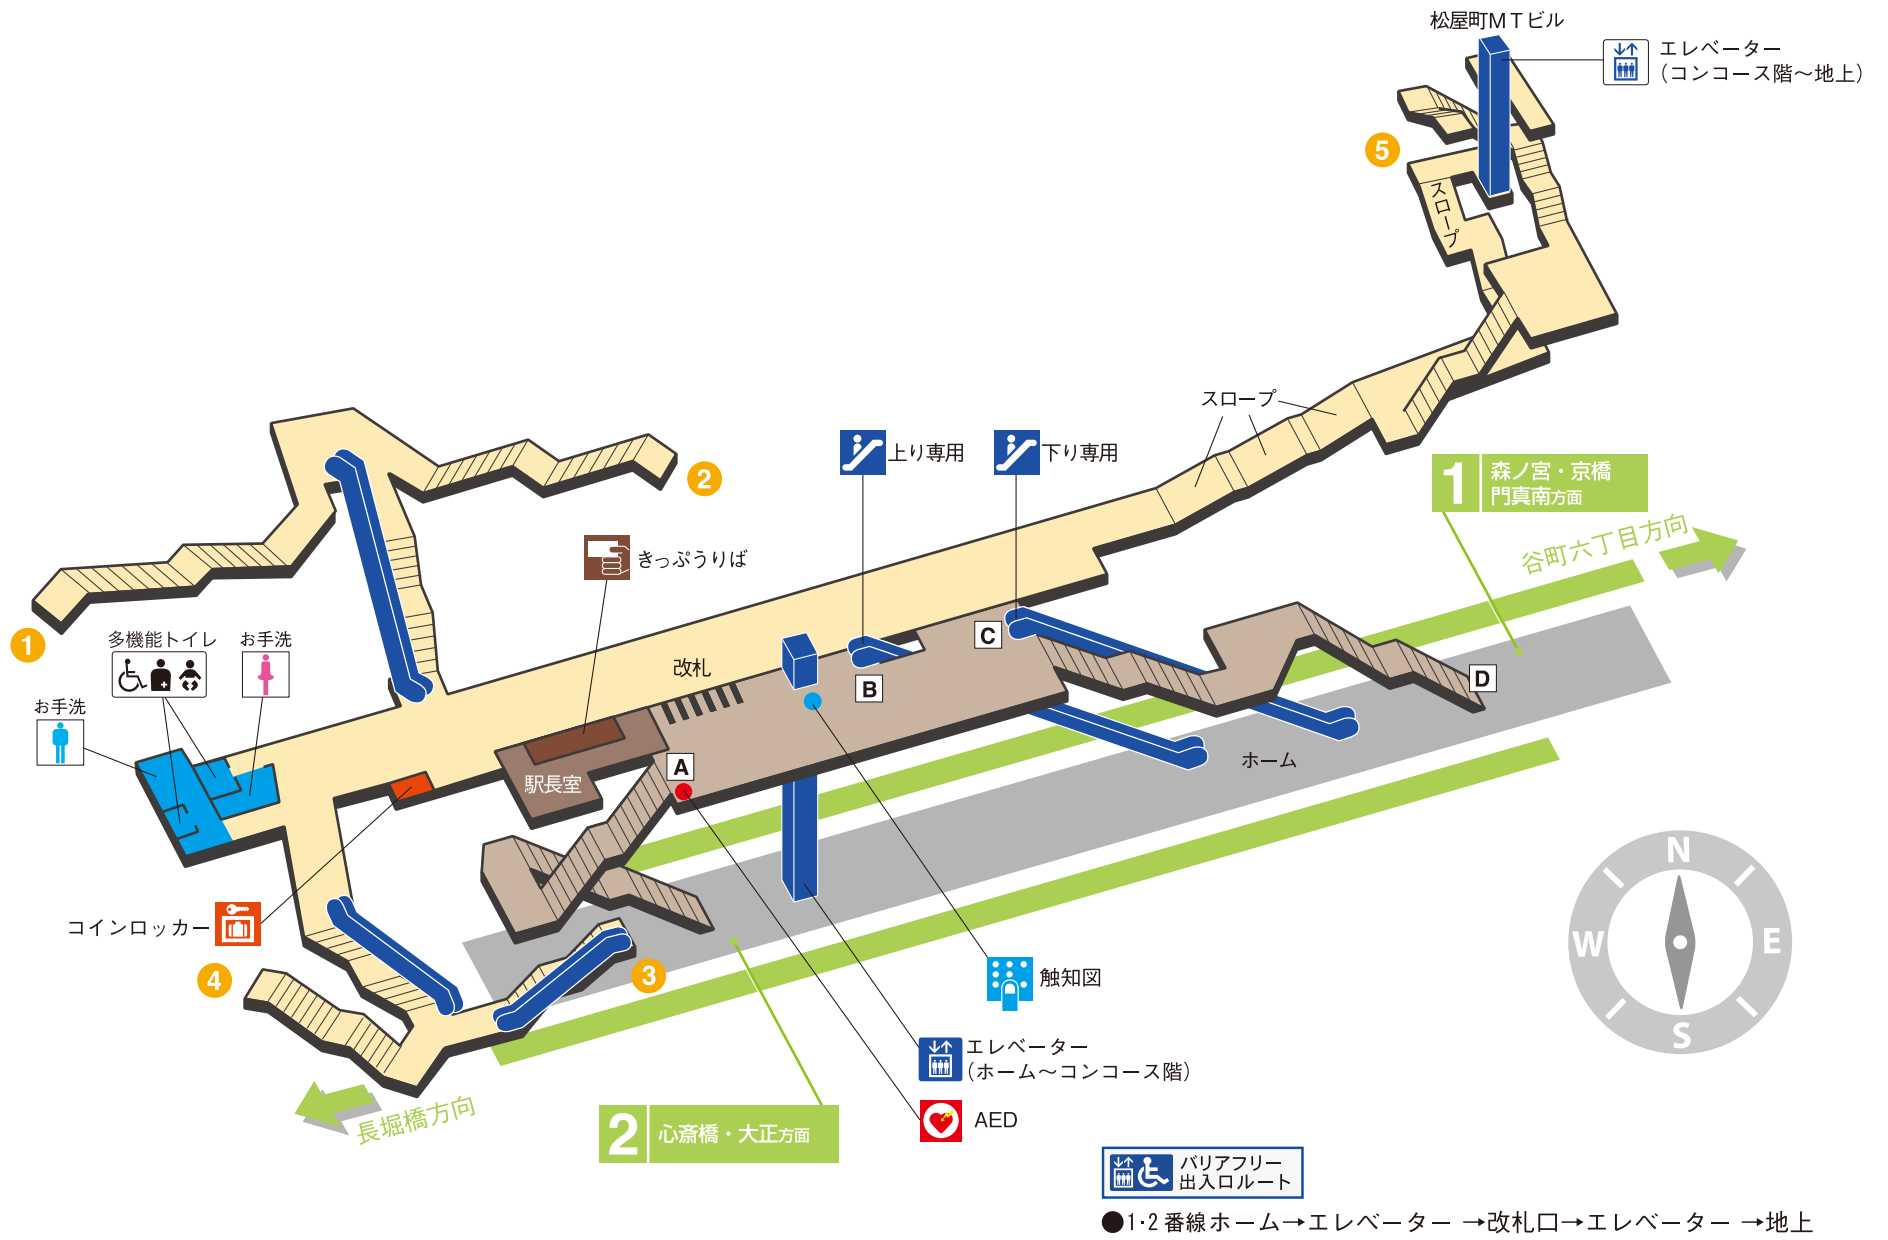 松屋町MTビル
エレベーター
（コンコース階～地上）
5
スロープ
スロープ
1
森ノ宮・京橋
門真南方面
谷町六丁目方向
上り専用
下り専用
2
きっぷうりば
1
多機能トイレ
お手洗
お手洗
改札
C
B
D
A
駅長室
ホーム
コインロッカー
4
3
触知図
エレベーター
（ホーム～コンコース階）
AED
長堀橋方向
2
心斎橋・大正方面
N
W
E
S
バリアフリー
出入口ルート
●1・2番線ホーム→エレベーター →改札口→エレベーター →地上